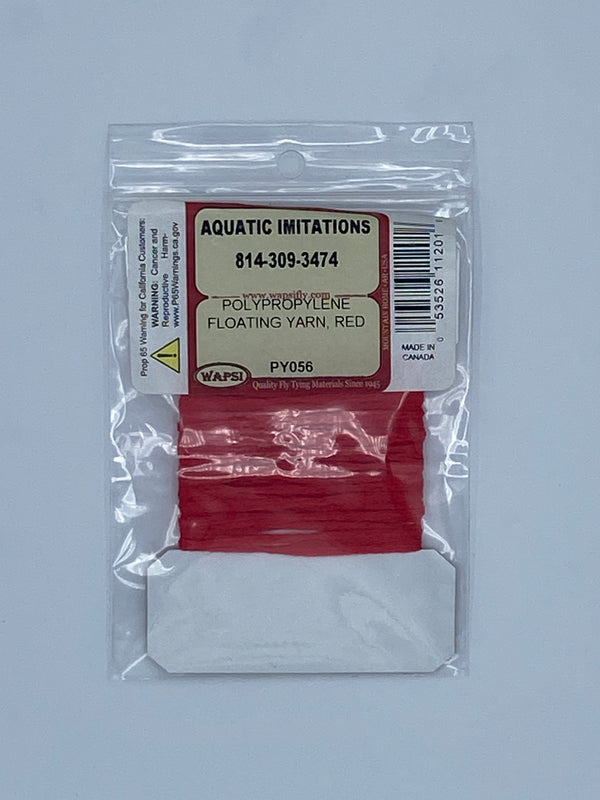 AQUATIC IMITATIONS
814-309-3474
www.wapsifly.com
POLYPROPYLENE
FLOATING YARN, RED
PY056
WAPSI
Quality Fly Tying Materials Since 1945
Prop 65 Warning for California Customers:
WARNING: Cancer and
Reproductive Harm-
www.P65Warnings.ca.gov
MOUNTAIN HOME • AR • USA
0 53526 11201
MADE IN
CANADA